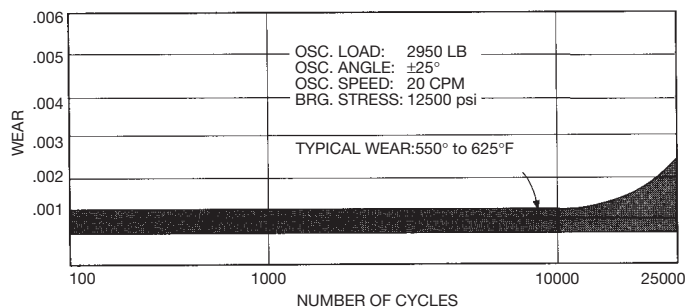 .006
.005
.004
.003
.002
.001
WEAR
OSC. LOAD: 2950 LB
OSC. ANGLE: ±25°
OSC. SPEED: 20 CPM
BRG. STRESS: 12500 psi
TYPICAL WEAR:550° to 625°F
100 1000 10000 25000
NUMBER OF CYCLES